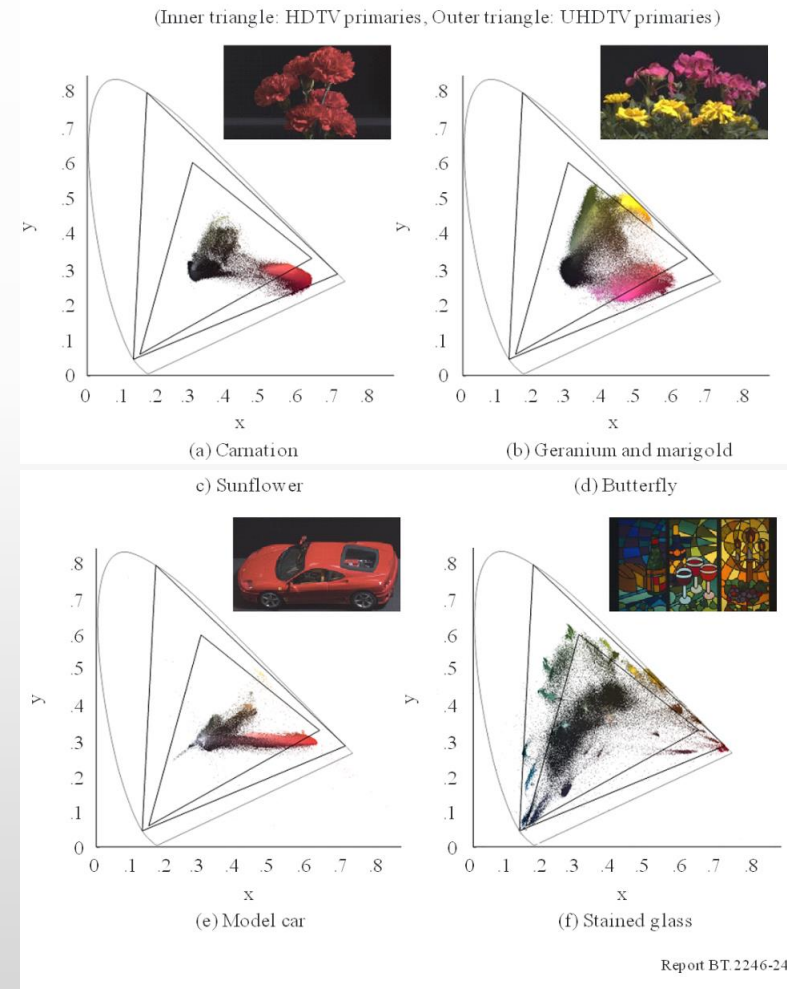 (Inner triangle: HDTV primaries, Outer triangle: UHDTV primaries)
.8
.7
.6
.5
.4
.3
.2
.1
0
y
0 .1 .2 .3 .4 .5 .6 .7 .8
x
(a) Carnation
.8
.7
.6
.5
.4
.3
.2
.1
0
y
0 .1 .2 .3 .4 .5 .6 .7 .8
x
(b) Geranium and marigold
c) Sunflower
(d) Butterfly
.8
.7
.6
.5
.4
.3
.2
.1
0
y
0 .1 .2 .3 .4 .5 .6 .7 .8
x
(e) Model car
.8
.7
.6
.5
.4
.3
.2
.1
0
y
0 .1 .2 .3 .4 .5 .6 .7 .8
x
(f) Stained glass
Report BT.2246-24